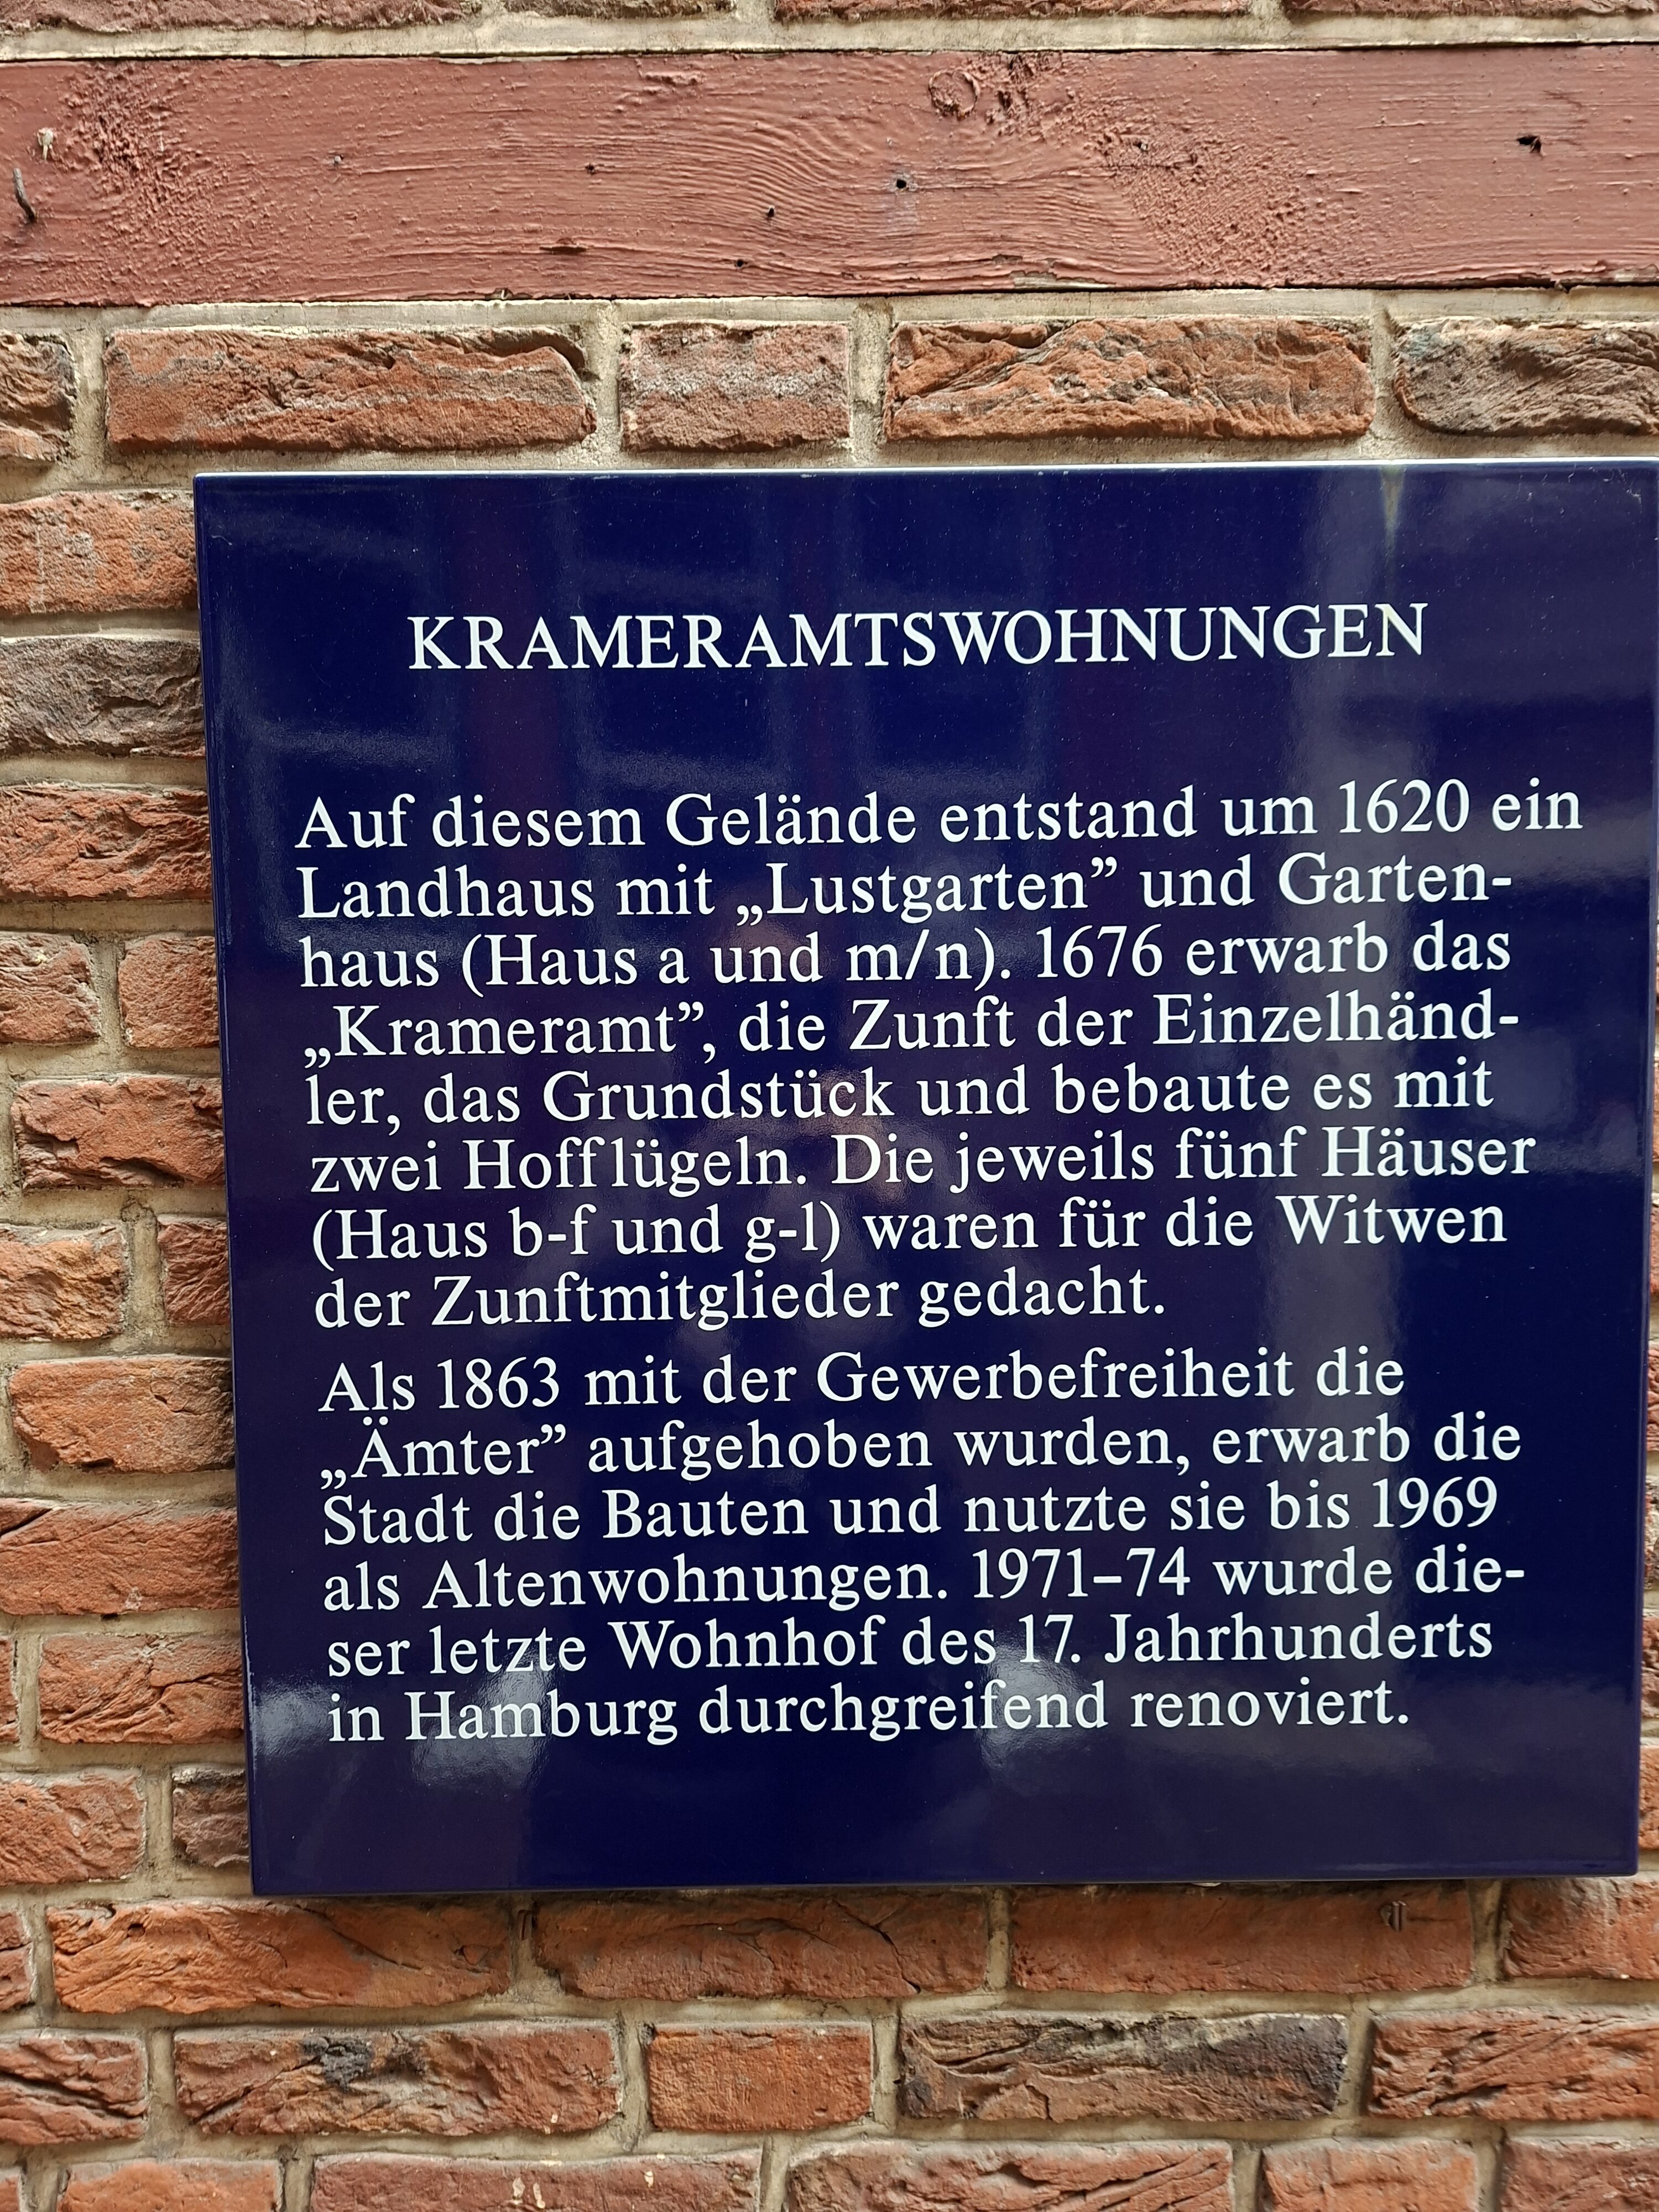 KRAMERAMTSWOHNUNGEN
Auf diesem Gelände entstand um 1620 ein
Landhaus mit „Lustgarten” und Garten-
haus (Haus a und m/n). 1676 erwarb das
„Krameramt”, die Zunft der Einzelhänd-
ler, das Grundstück und bebaute es mit
zwei Hofflügeln. Die jeweils fünf Häuser
(Haus b-f und g-l) waren für die Witwen
der Zunftmitglieder gedacht.
Als 1863 mit der Gewerbefreiheit die
„Ämter” aufgehoben wurden, erwarb die
Stadt die Bauten und nutzte sie bis 1969
als Altenwohnungen. 1971–74 wurde die-
ser letzte Wohnhof des 17. Jahrhunderts
in Hamburg durchgreifend renoviert.